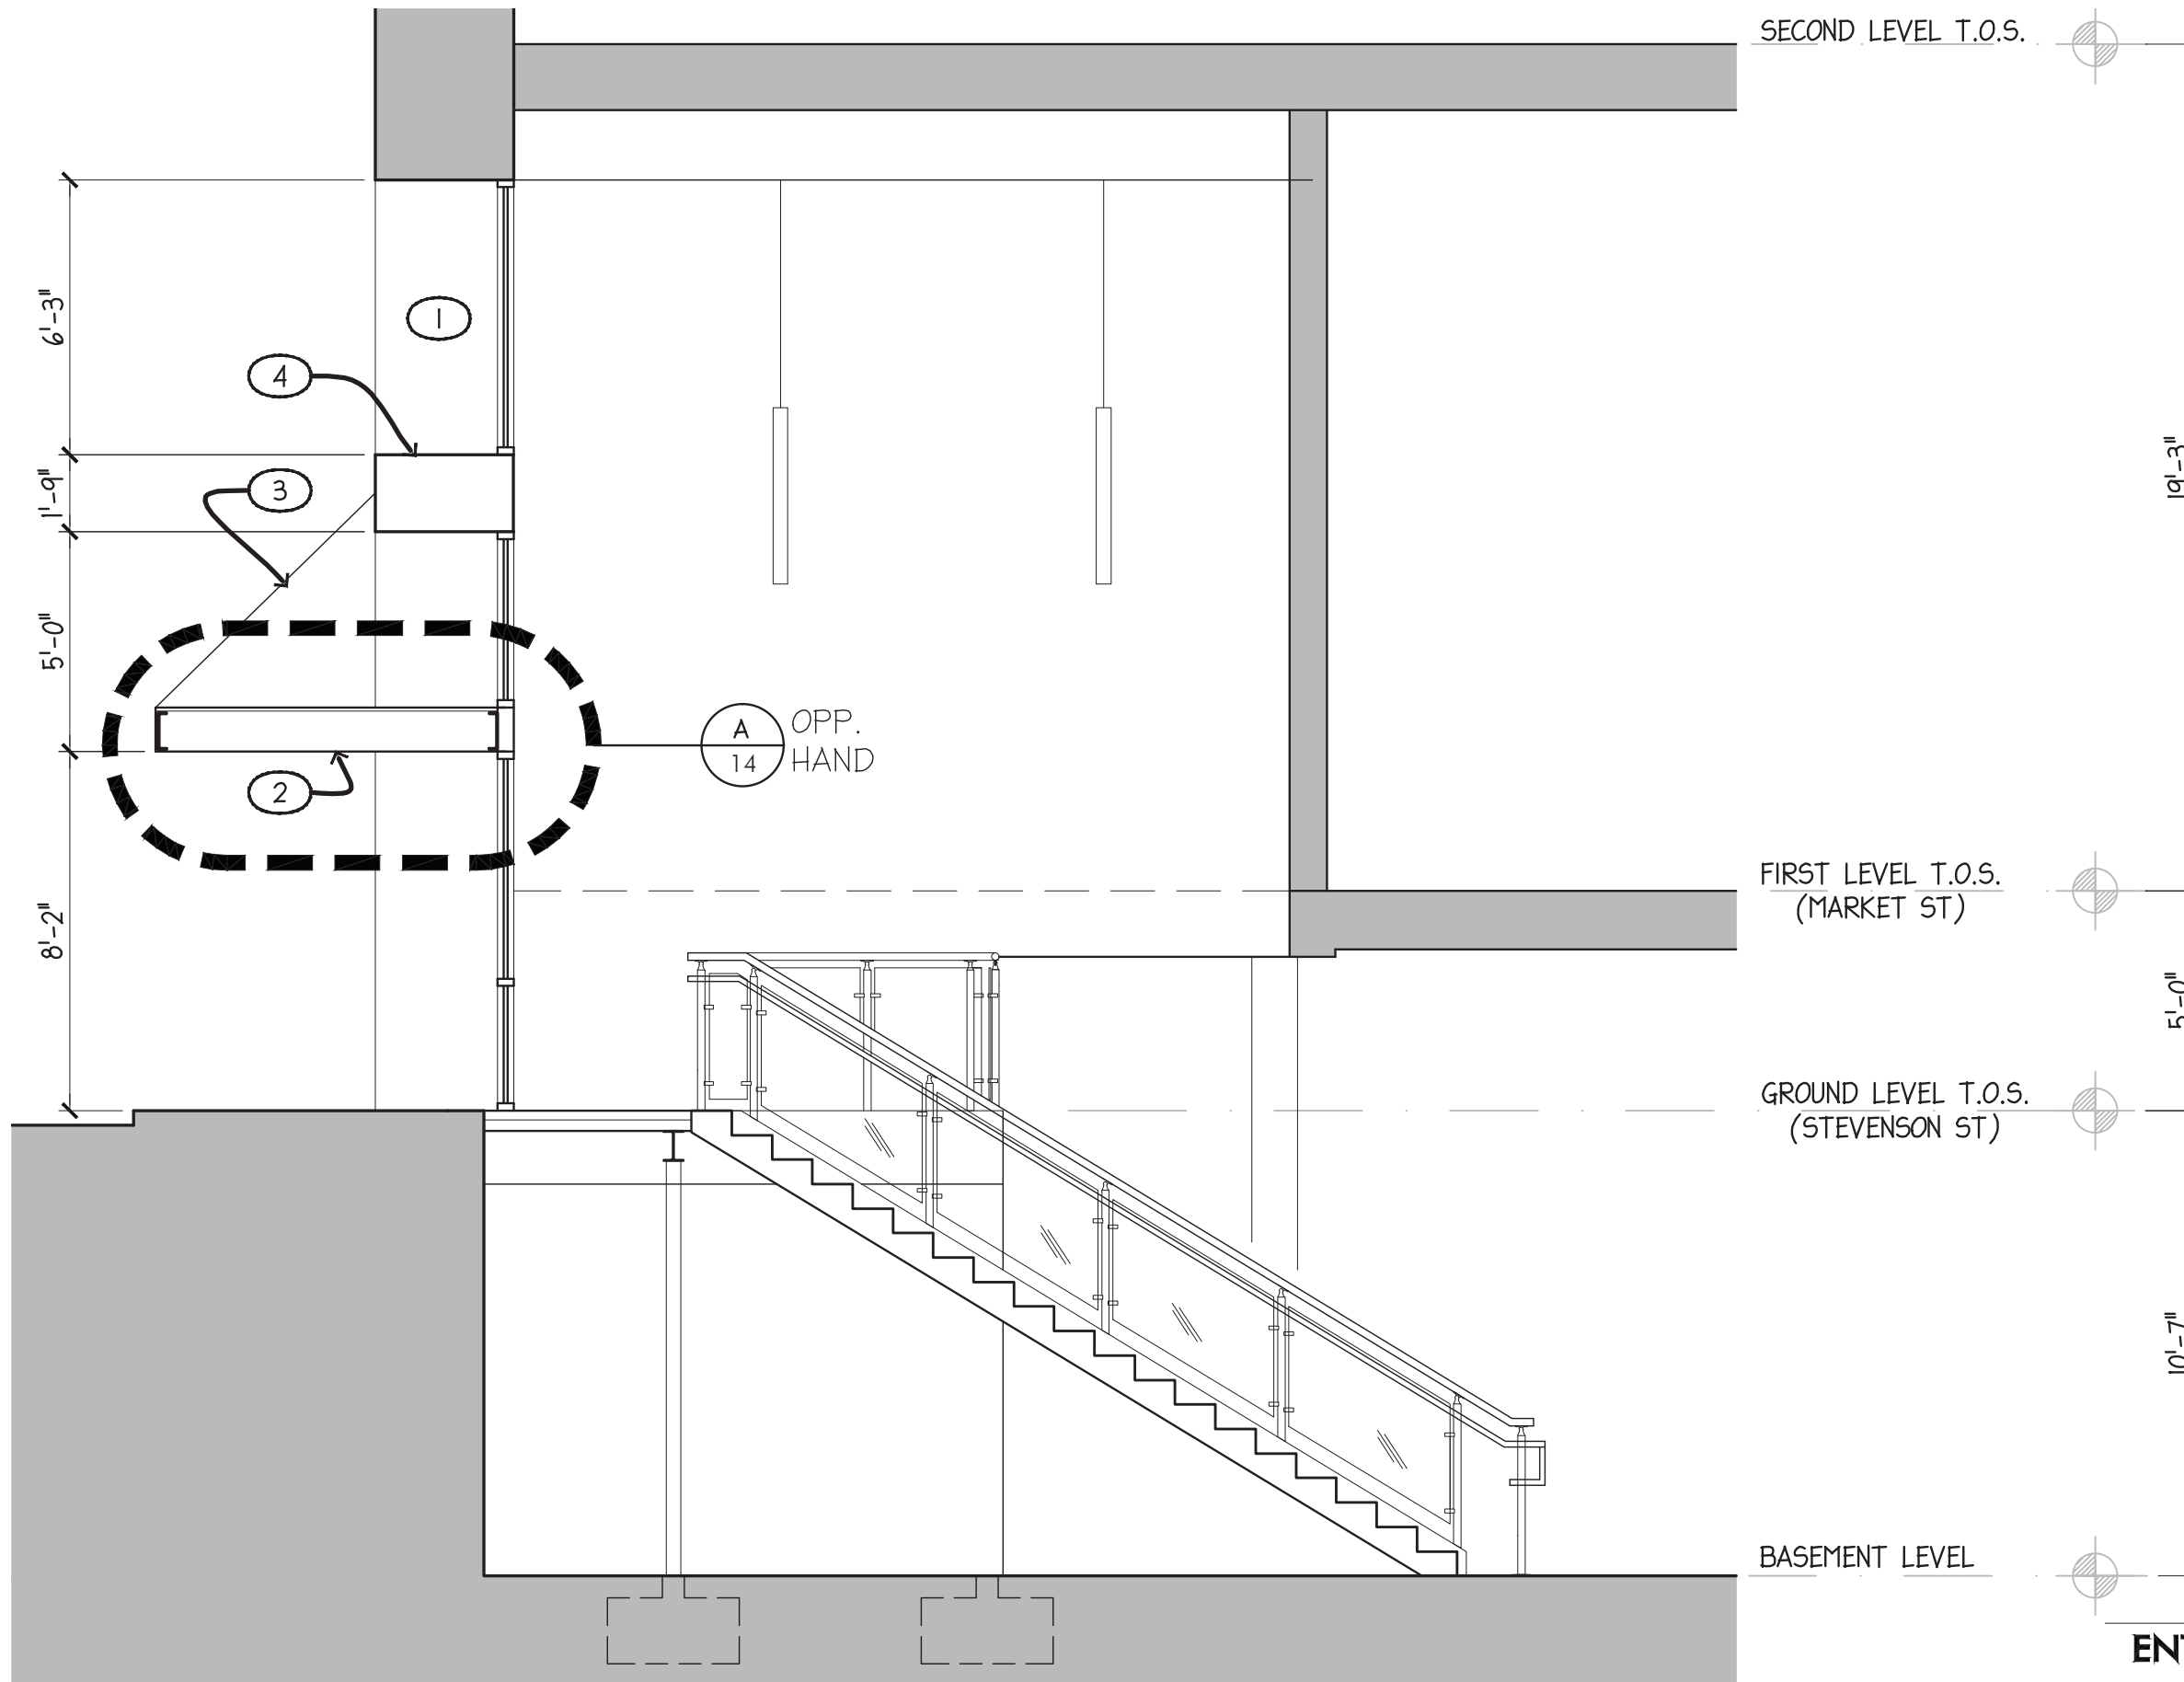 SECOND LEVEL T.O.S.
6'-3"
1
4
1'-9"
3
19'-3"
5'-0"
A
14
OPP.
HAND
2
FIRST LEVEL T.O.S.
(MARKET ST)
8'-2"
5'-0"
GROUND LEVEL T.O.S.
(STEVENSON ST)
10'-7"
BASEMENT LEVEL